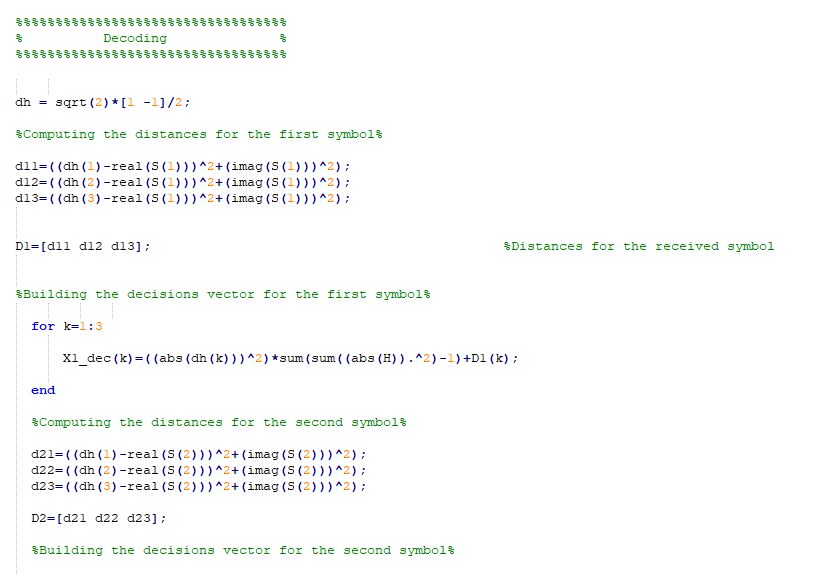 %%%%%%%%%%%%%%%%%%%%%%%%%%%%%%%%%%
% Decoding %
%%%%%%%%%%%%%%%%%%%%%%%%%%%%%%%%%%
dh = sqrt(2)*[1 -1]/2;
%Computing the distances for the first symbol%
d11=((dh(1)-real(S(1)))^2+(imag(S(1)))^2);
d12=((dh(2)-real(S(1)))^2+(imag(S(1)))^2);
d13=((dh(3)-real(S(1)))^2+(imag(S(1)))^2);
D1=[d11 d12 d13]; %Distances for the received symbol
%Building the decisions vector for the first symbol%
for k=1:3
X1_dec(k)=((abs(dh(k)))^2)*sum(sum((abs(H)).^2)-1)+D1(k);
end
%Computing the distances for the second symbol%
d21=((dh(1)-real(S(2)))^2+(imag(S(2)))^2);
d22=((dh(2)-real(S(2)))^2+(imag(S(2)))^2);
d23=((dh(3)-real(S(2)))^2+(imag(S(2)))^2);
D2=[d21 d22 d23];
%Building the decisions vector for the second symbol%